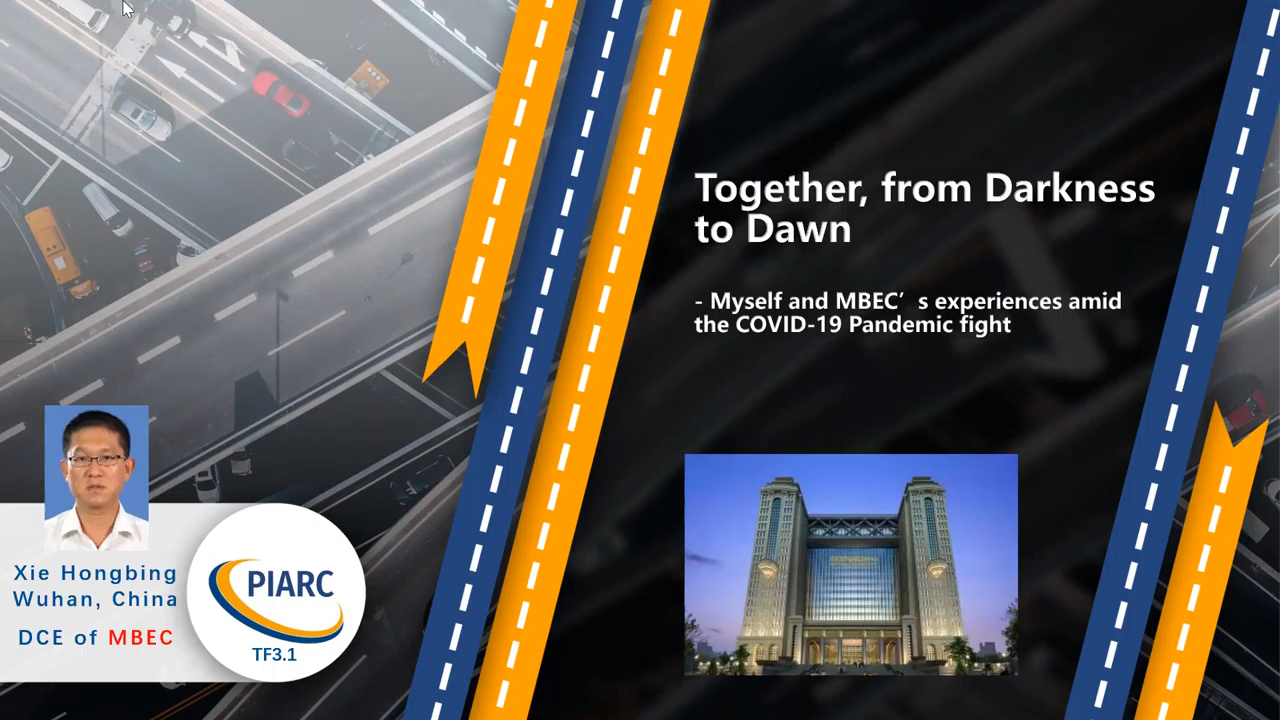 Together, from Darkness
to Dawn
- Myself and MBEC’ s experiences amid
the COVID-19 Pandemic fight
Xie Hongbing
Wuhan, China
DCE of MBEC
PIARC
TF3.1